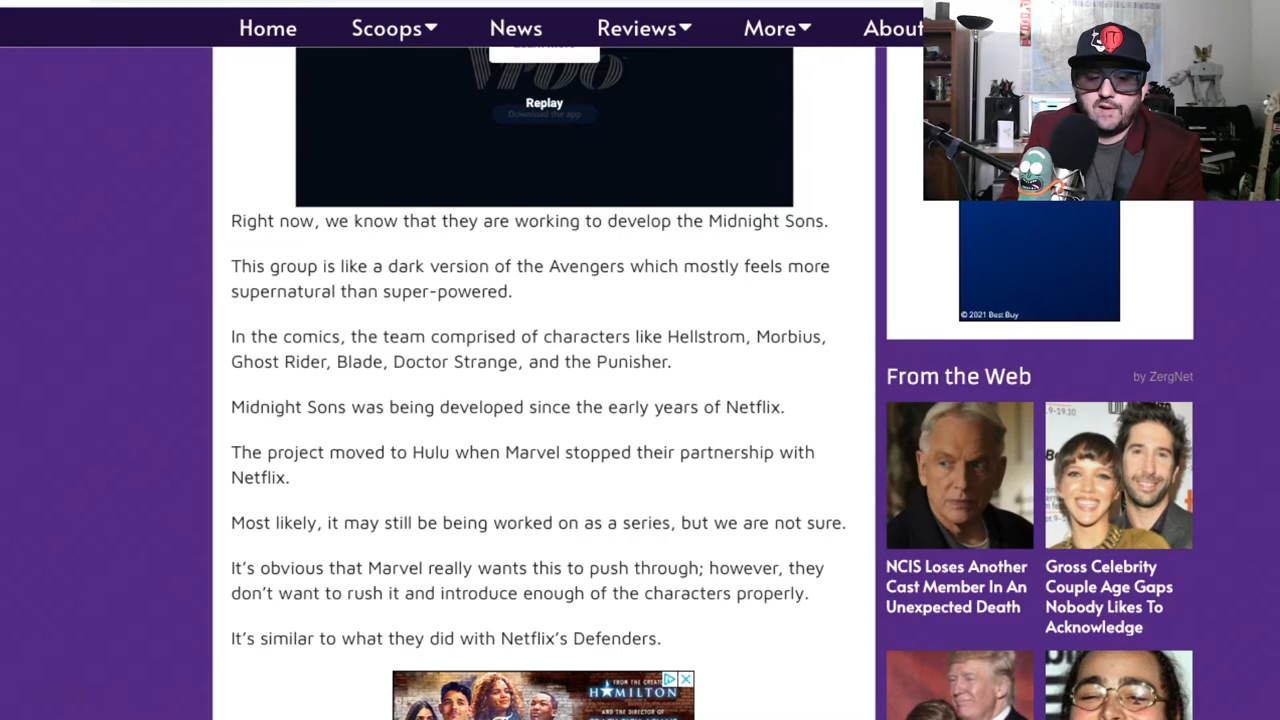 Home Scoops News Reviews More About
vrbo
Replay
Download the app
Right now, we know that they are working to develop the Midnight Sons.
This group is like a dark version of the Avengers which mostly feels more
supernatural than super-powered.
In the comics, the team comprised of characters like Hellstrom, Morbius,
Ghost Rider, Blade, Doctor Strange, and the Punisher.
Midnight Sons was being developed since the early years of Netflix.
The project moved to Hulu when Marvel stopped their partnership with
Netflix.
Most likely, it may still be being worked on as a series, but we are not sure.
It's obvious that Marvel really wants this to push through; however, they
don't want to rush it and introduce enough of the characters properly.
It's similar to what they did with Netflix's Defenders.
FROM THE CREATOR
HAMILTON
AND THE DIRECTOR OF
© 2021 Best Buy
From the Web
by ZergNet
NCIS Loses Another
Cast Member In An
Unexpected Death
Gross Celebrity
Couple Age Gaps
Nobody Likes To
Acknowledge